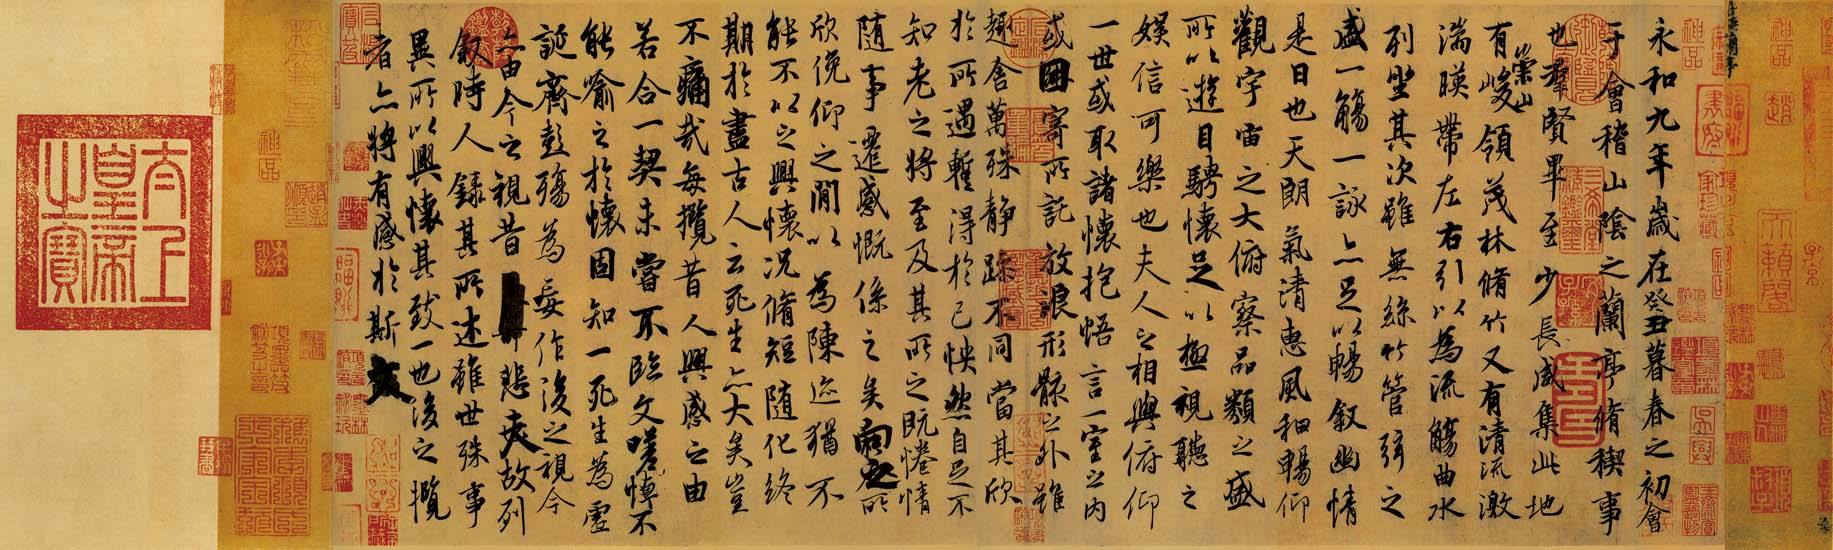 永和九年歲在癸丑暮春之初會
于會稽山陰之蘭亭脩稧事
也羣賢畢至少長咸集此地
有崇山峻領茂林脩竹又有清流激
湍暎帶左右引以為流觴曲水
列坐其次雖無絲竹管弦之
盛一觴一詠亦足以暢叙幽情
是日也天朗氣清惠風和暢仰
觀宇宙之大俯察品類之盛
所以遊目騁懷足以極視聽之
娛信可樂也夫人之相與俯仰
一世或取諸懷抱悟言一室之內
或因寄所託放浪形骸之外雖
趣舍萬殊静躁不同當其欣
於所遇蹔得於己怏然自足不
知老之將至及其所之既惓情
随事遷感慨係之矣向之所
欣俛仰之閒以為陳迹猶不
能不以之興懷況脩短随化終
期於盡古人云死生亦大矣豈
不痛哉每攬昔人興感之由
若合一契未嘗不臨文嗟悼不
能喻之於懷固知一死生為虛
誕齊彭殤為妄作後之視今
亦由今之視昔悲夫故列
叙時人錄其所述雖世殊事
異所以興懷其致一也後之攬
者亦將有感於斯文
太上皇帝之寶